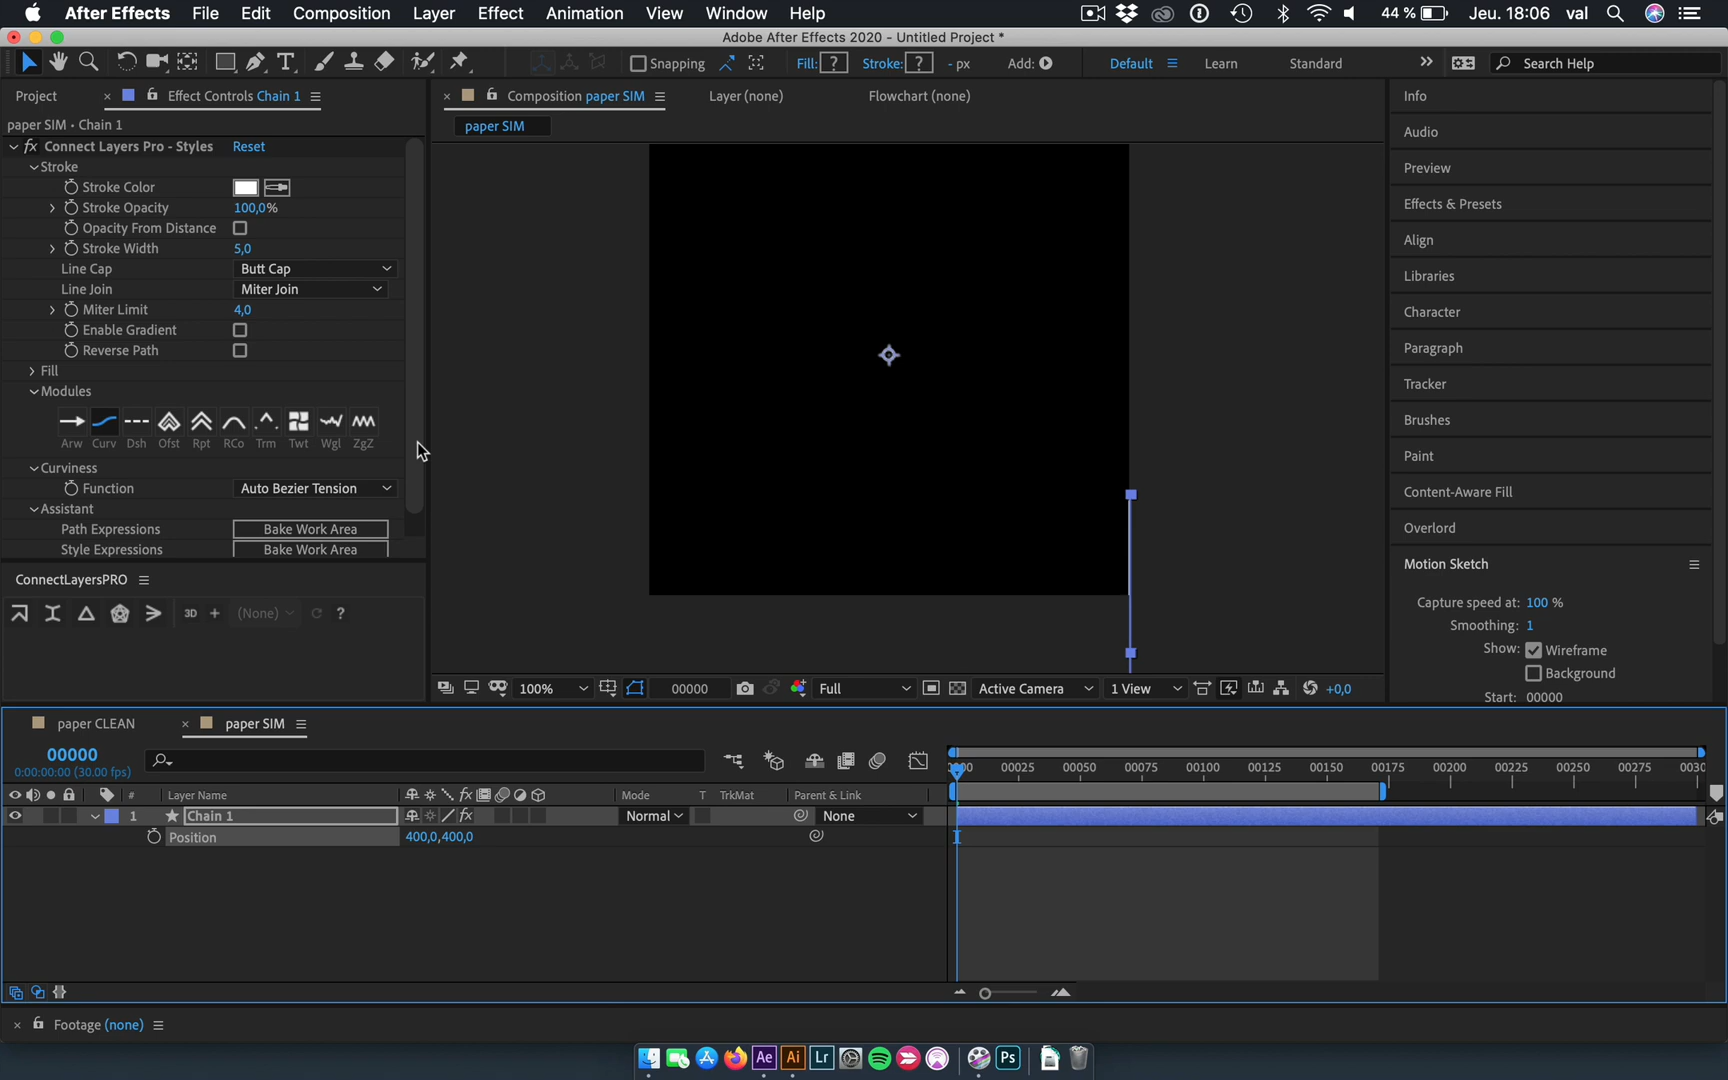 After Effects File Edit Composition Layer Effect Animation View Window Help 44 % Jeu. 18:06 val
Adobe After Effects 2020 - Untitled Project *
Snapping Fill: ? Stroke: ? - px Add: Default Learn Standard Search Help
Project Effect Controls Chain 1
paper SIM • Chain 1
fx Connect Layers Pro - Styles Reset
Stroke
Stroke Color
Stroke Opacity 100,0%
Opacity From Distance
Stroke Width 5,0
Line Cap Butt Cap
Line Join Miter Join
Miter Limit 4,0
Enable Gradient
Reverse Path
Fill
Modules
Arw Curv Dsh Ofst Rpt RCo Trm Twt Wgl ZgZ
Curviness
Function Auto Bezier Tension
Assistant
Path Expressions Bake Work Area
Style Expressions Bake Work Area
ConnectLayersPRO
3D + (None) ?
Composition paper SIM Layer (none) Flowchart (none)
paper SIM
100% 00000 Full Active Camera 1 View +0,0
Info
Audio
Preview
Effects & Presets
Align
Libraries
Character
Paragraph
Tracker
Brushes
Paint
Content-Aware Fill
Overlord
Motion Sketch
Capture speed at: 100 %
Smoothing: 1
Show: Wireframe
Background
Start: 00000
paper CLEAN paper SIM
00000
0:00:00:00 (30.00 fps)
00025 00050 00075 00100 00125 00150 00175 00200 00225 00250 00275
# Layer Name fx Mode T TrkMat Parent & Link
1 Chain 1 fx Normal None
Position 400,0,400,0
Footage (none)
Ae Ai Lr Ps